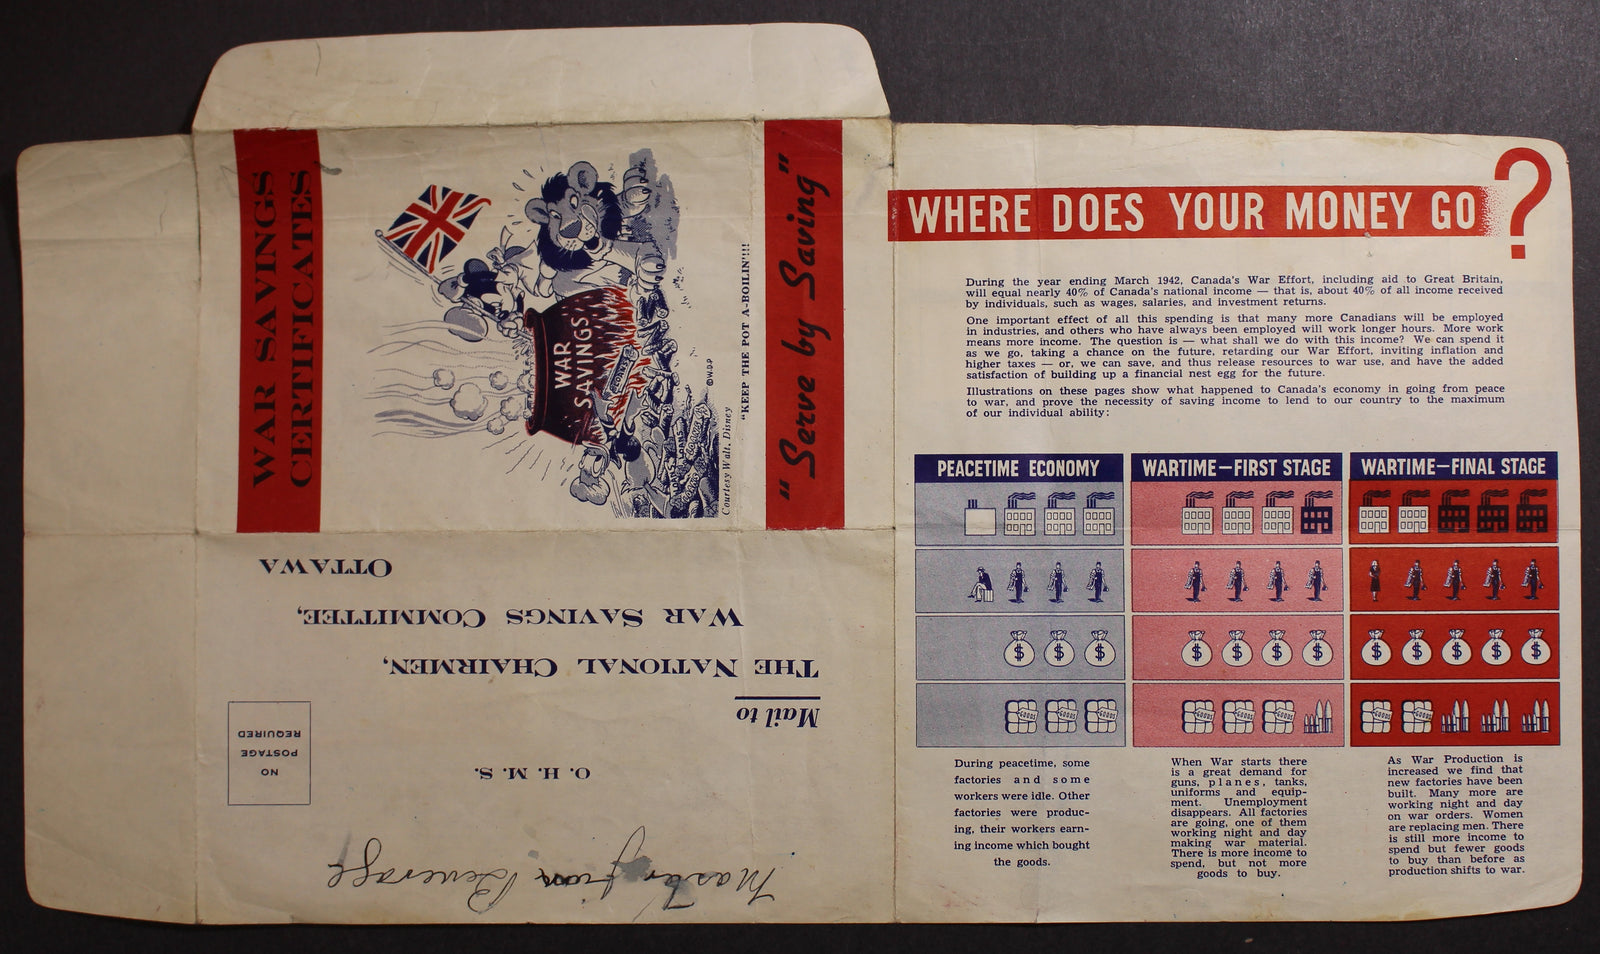 WAR SAVINGS
CERTIFICATES
WAR
SAVINGS
©W.D.P
"KEEP THE POT A-BOILIN'!!!
Courtesy Walt. Disney
"Serve by Saving"
O. H. M. S.
NO
POSTAGE
REQUIRED
Mail to
THE NATIONAL CHAIRMEN,
WAR SAVINGS COMMITTEE,
OTTAWA
Beverage
WHERE DOES YOUR MONEY GO?
During the year ending March 1942, Canada's War Effort, including aid to Great Britain,
will equal nearly 40% of Canada's national income — that is, about 40% of all income received
by individuals, such as wages, salaries, and investment returns.
One important effect of all this spending is that many more Canadians will be employed
in industries, and others who have always been employed will work longer hours. More work
means more income. The question is — what shall we do with this income? We can spend it
as we go, taking a chance on the future, retarding our War Effort, inviting inflation and
higher taxes — or, we can save, and thus release resources to war use, and have the added
satisfaction of building up a financial nest egg for the future.
Illustrations on these pages show what happened to Canada's economy in going from peace
to war, and prove the necessity of saving income to lend to our country to the maximum
of our individual ability:
PEACETIME ECONOMY
$ $ $
GOODS GOODS GOODS
During peacetime, some
factories and some
workers were idle. Other
factories were produc-
ing, their workers earn-
ing income which bought
the goods.
WARTIME—FIRST STAGE
$ $ $ $
GOODS GOODS GOODS
When War starts there
is a great demand for
guns, planes, tanks,
uniforms and equip-
ment. Unemployment
disappears. All factories
are going, one of them
working night and day
making war material.
There is more income to
spend, but not more
goods to buy.
WARTIME—FINAL STAGE
$ $ $ $ $
GOODS GOODS
As War Production is
increased we find that
new factories have been
built. Many more are
working night and day
on war orders. Women
are replacing men. There
is still more income to
spend but fewer goods
to buy than before as
production shifts to war.